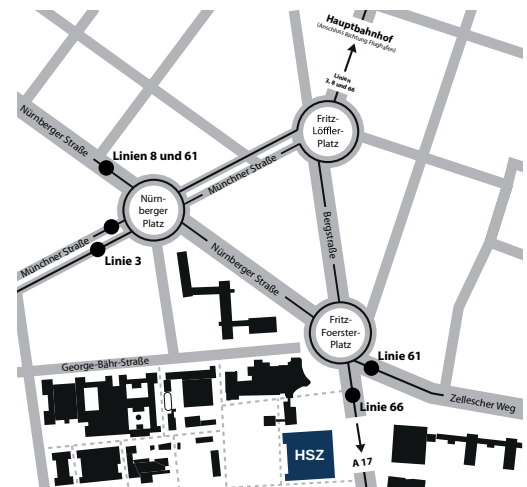 Hauptbahnhof
(Anschluss Richtung Flughafen)
Linien
3, 8 und 66
Nürnberger Straße
Fritz-
Löffler-
Platz
Linien 8 und 61
Münchner Straße
Nürn-
berger
Platz
Münchner Straße
Linie 3
Bergstraße
Nürnberger Straße
Fritz-
Foerster-
Platz
George-Bähr-Straße
Linie 61
Zellescher Weg
Linie 66
HSZ
A 17